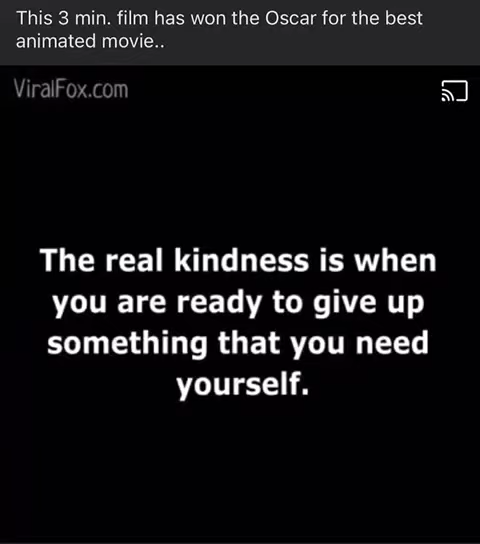 This 3 min. film has won the Oscar for the best
animated movie..
ViralFox.com
The real kindness is when
you are ready to give up
something that you need
yourself.